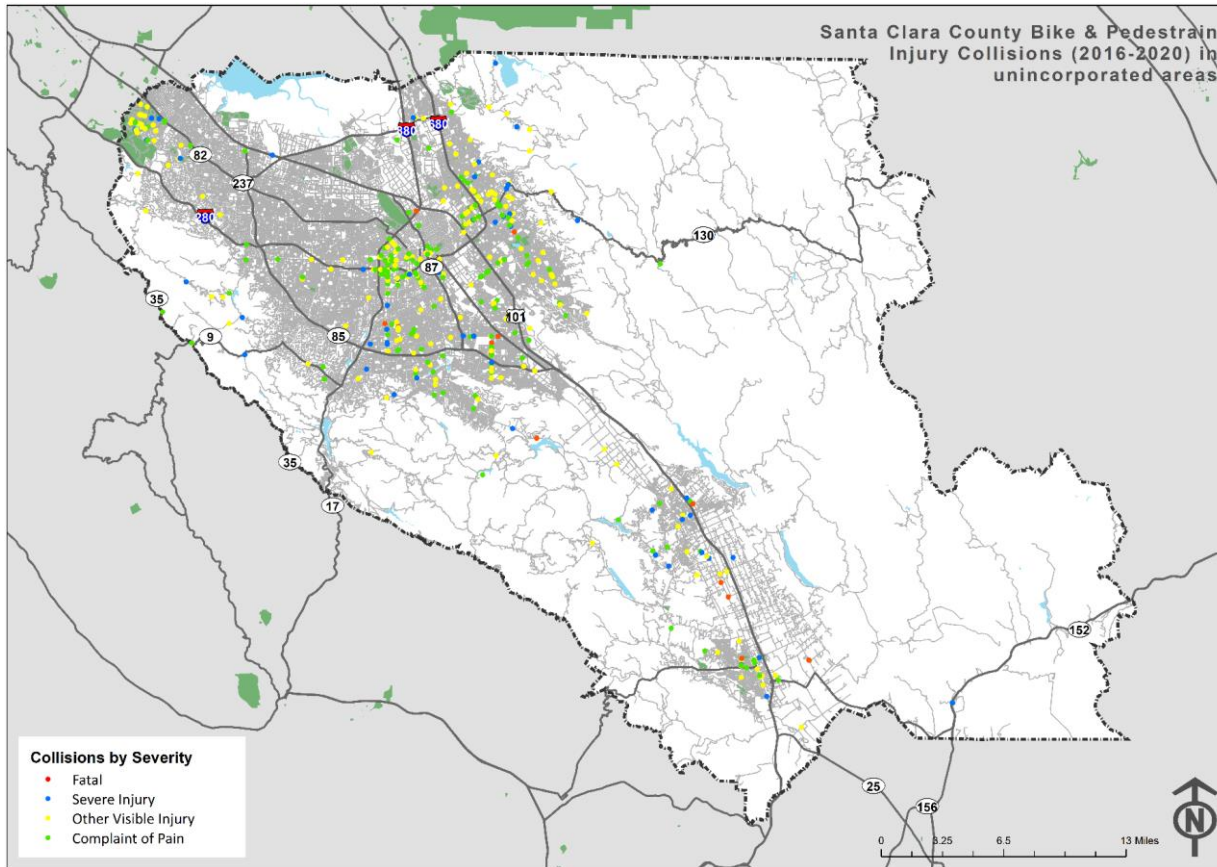 Santa Clara County Bike & Pedestrain
Injury Collisions (2016-2020) in
unincorporated areas
880
680
82
237
280
130
87
35
101
9
85
35
17
152
25
156
Collisions by Severity
Fatal
Severe Injury
Other Visible Injury
Complaint of Pain
0 3.25 6.5 13 Miles
N